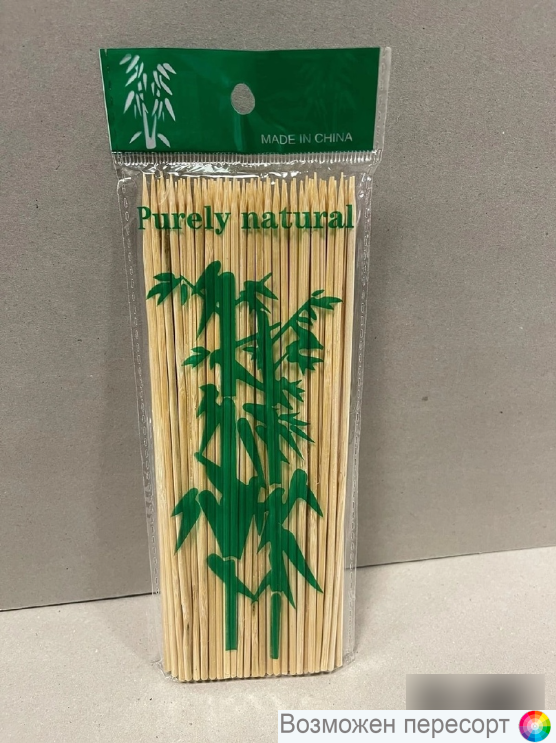 MADE IN CHINA
Purely natural
Возможен пересорт